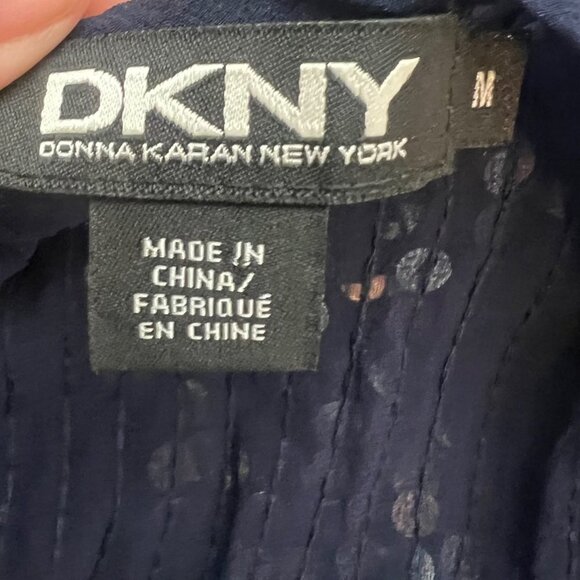 DKNY
DONNA KARAN NEW YORK
M
MADE IN
CHINA/
FABRIQUÉ
EN CHINE